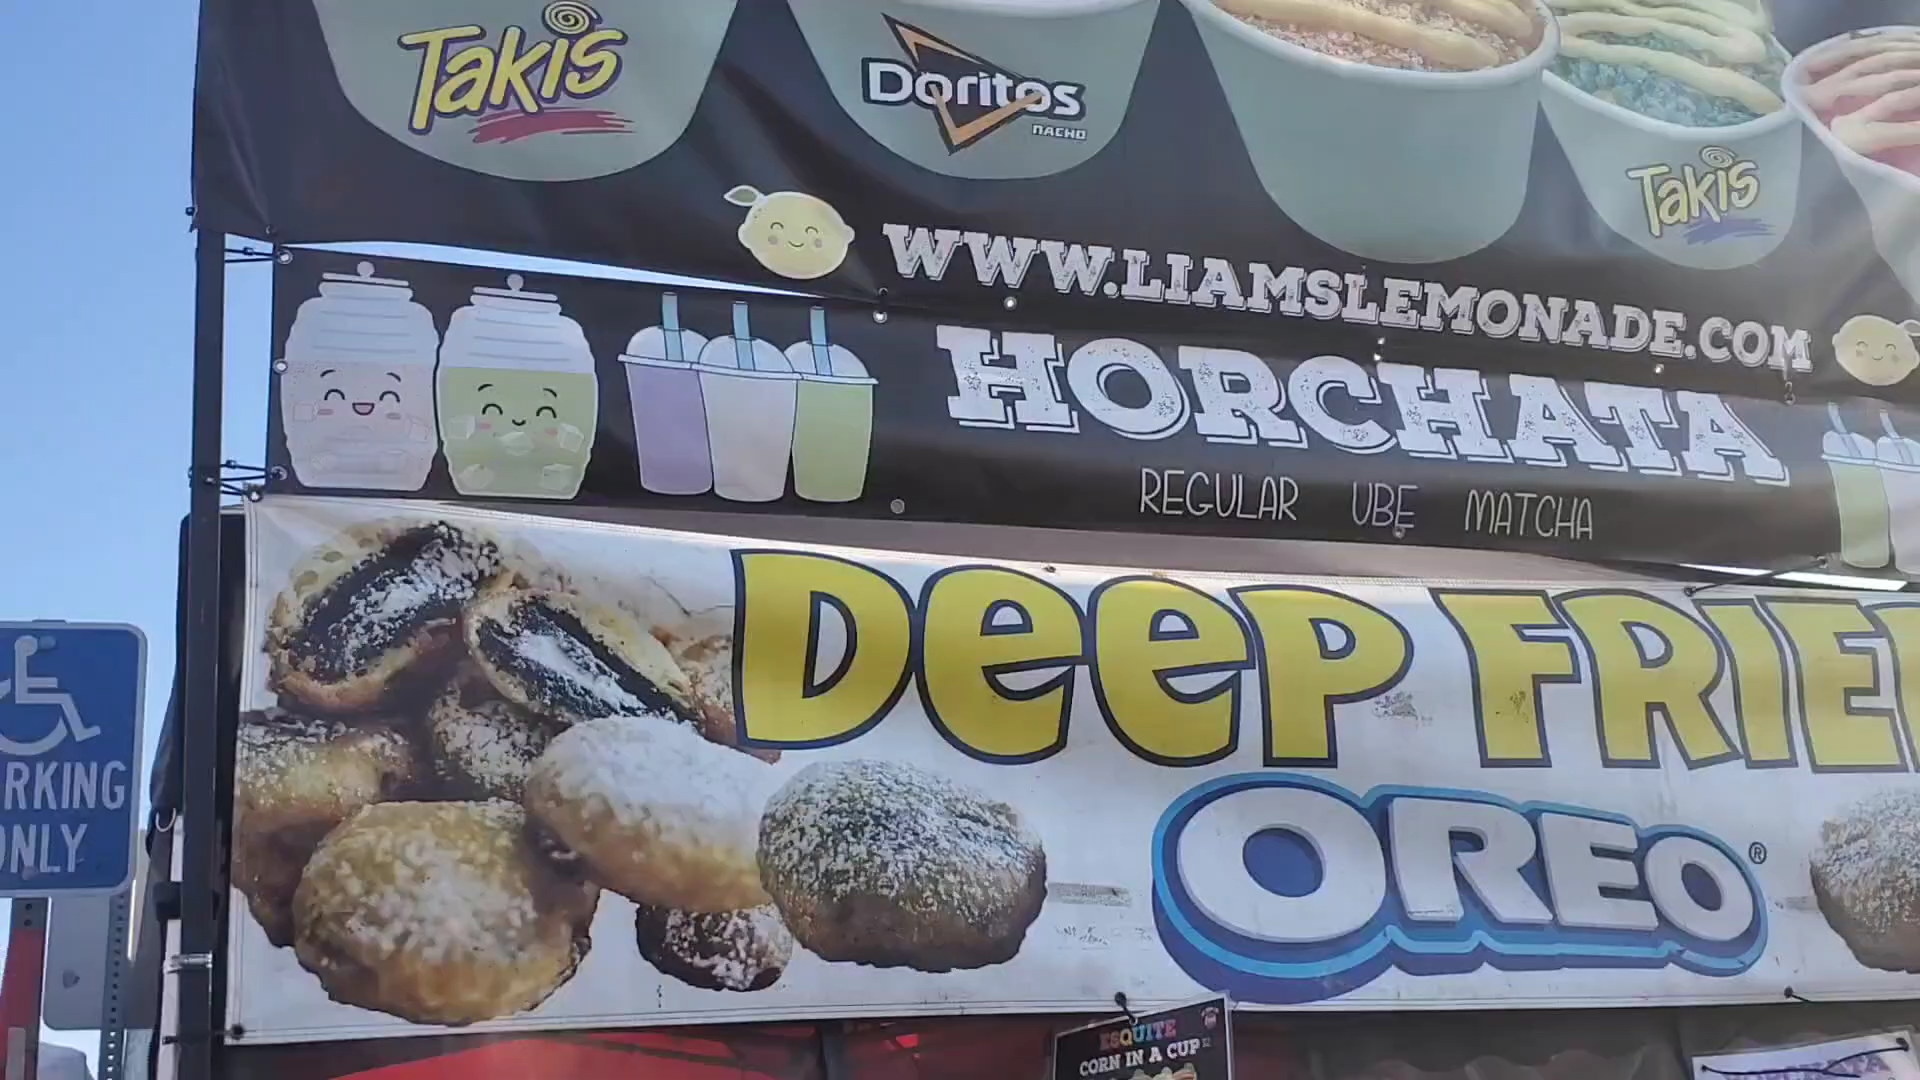 Takis
Doritos
NACHO
Takis
WWW.LIAMSLEMONADE.COM
HORCHATA
REGULAR UBE MATCHA
DEEP FRIE
OREO®
RKING
ONLY
ESQUITE
CORN IN A CUP